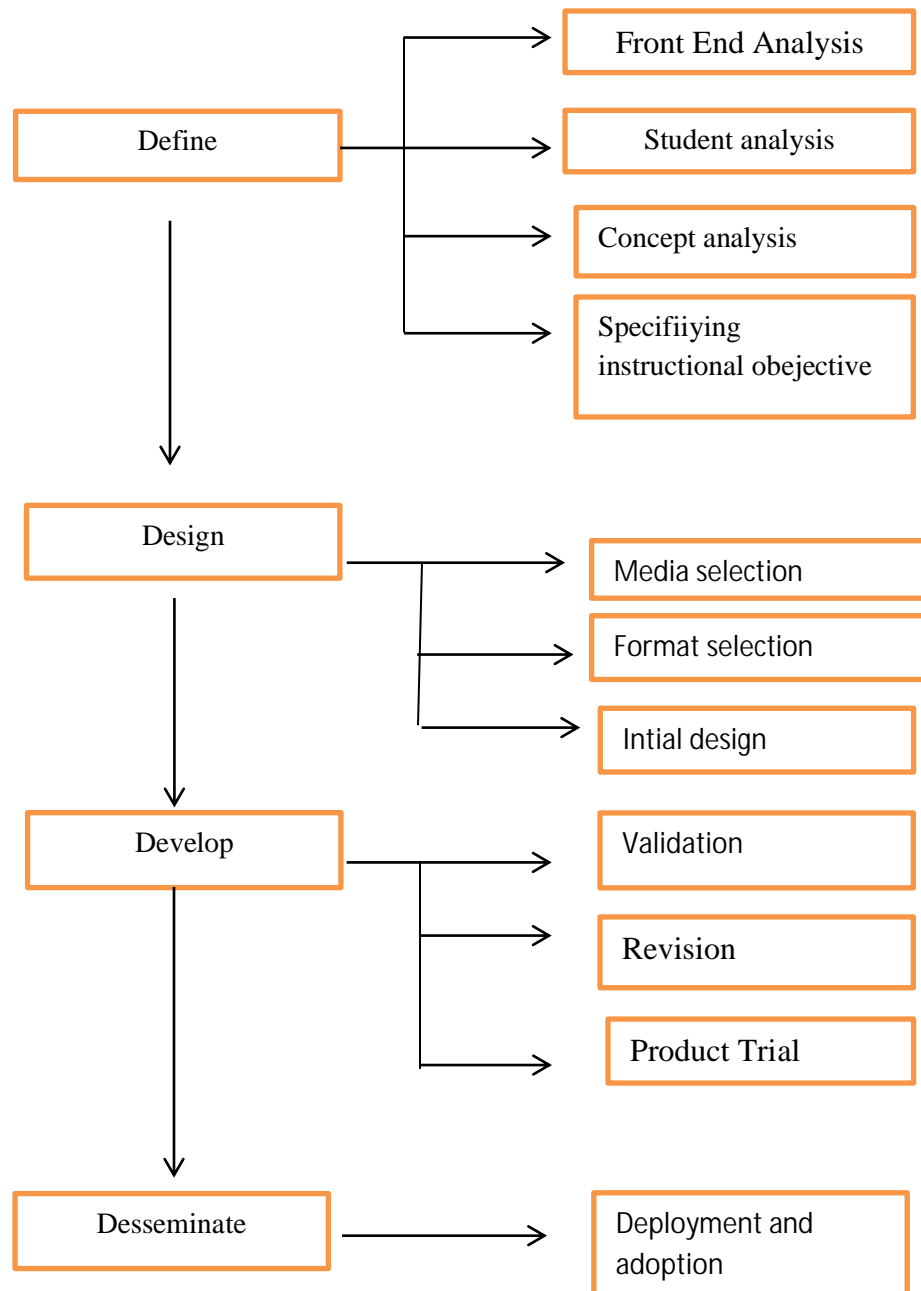 Front End Analysis
Define
Student analysis
Concept analysis
Specifiiying
instructional obejective
Design
Media selection
Format selection
Intial design
Develop
Validation
Revision
Product Trial
Desseminate
Deployment and
adoption